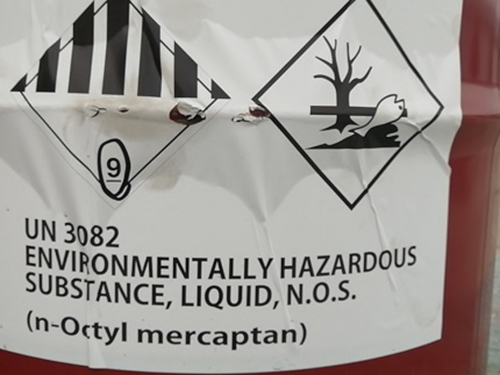 9
UN 3082
ENVIRONMENTALLY HAZARDOUS
SUBSTANCE, LIQUID, N.O.S.
(n-Octyl mercaptan)